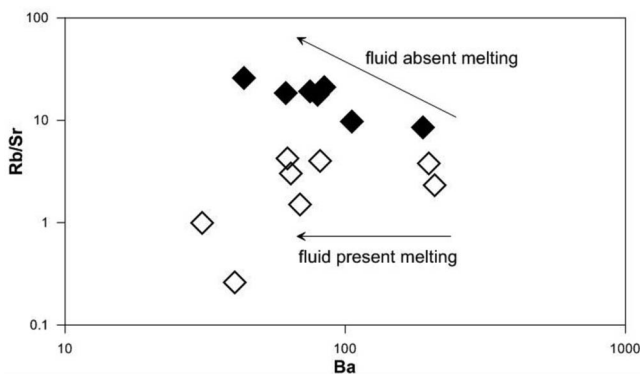 100
fluid absent melting
10
Rb/Sr
1
fluid present melting
0.1
10
100
1000
Ba